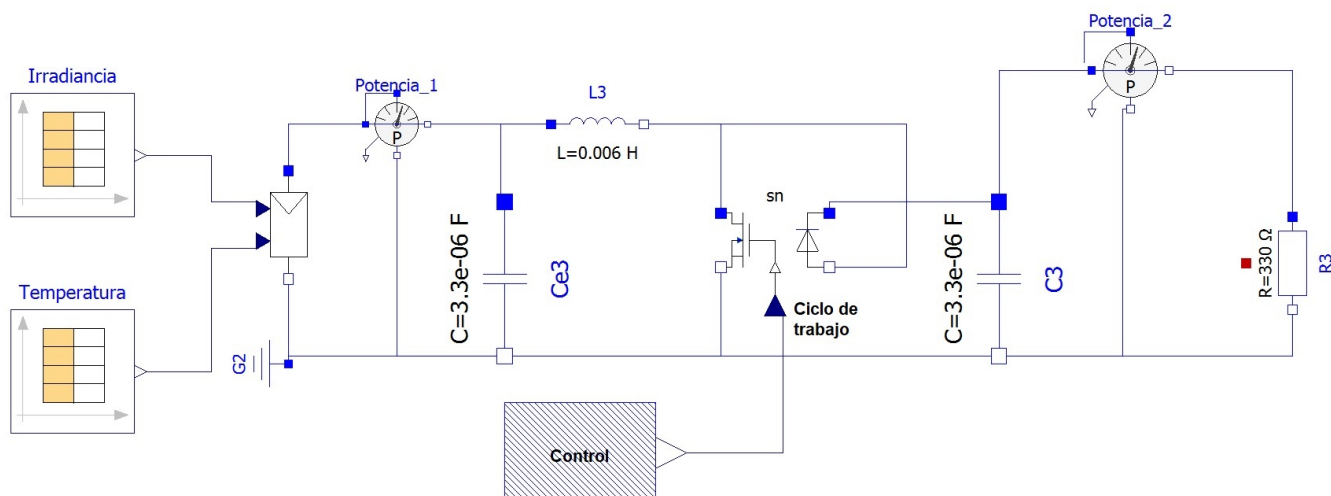 Potencia_2
Irradiancia
Potencia_1
L3
P
P
L=0.006 H
sn
C=3.3e-06 F
Ce3
C=3.3e-06 F
C3
R=330 Ω
R3
Temperatura
Ciclo de
trabajo
G2
Control